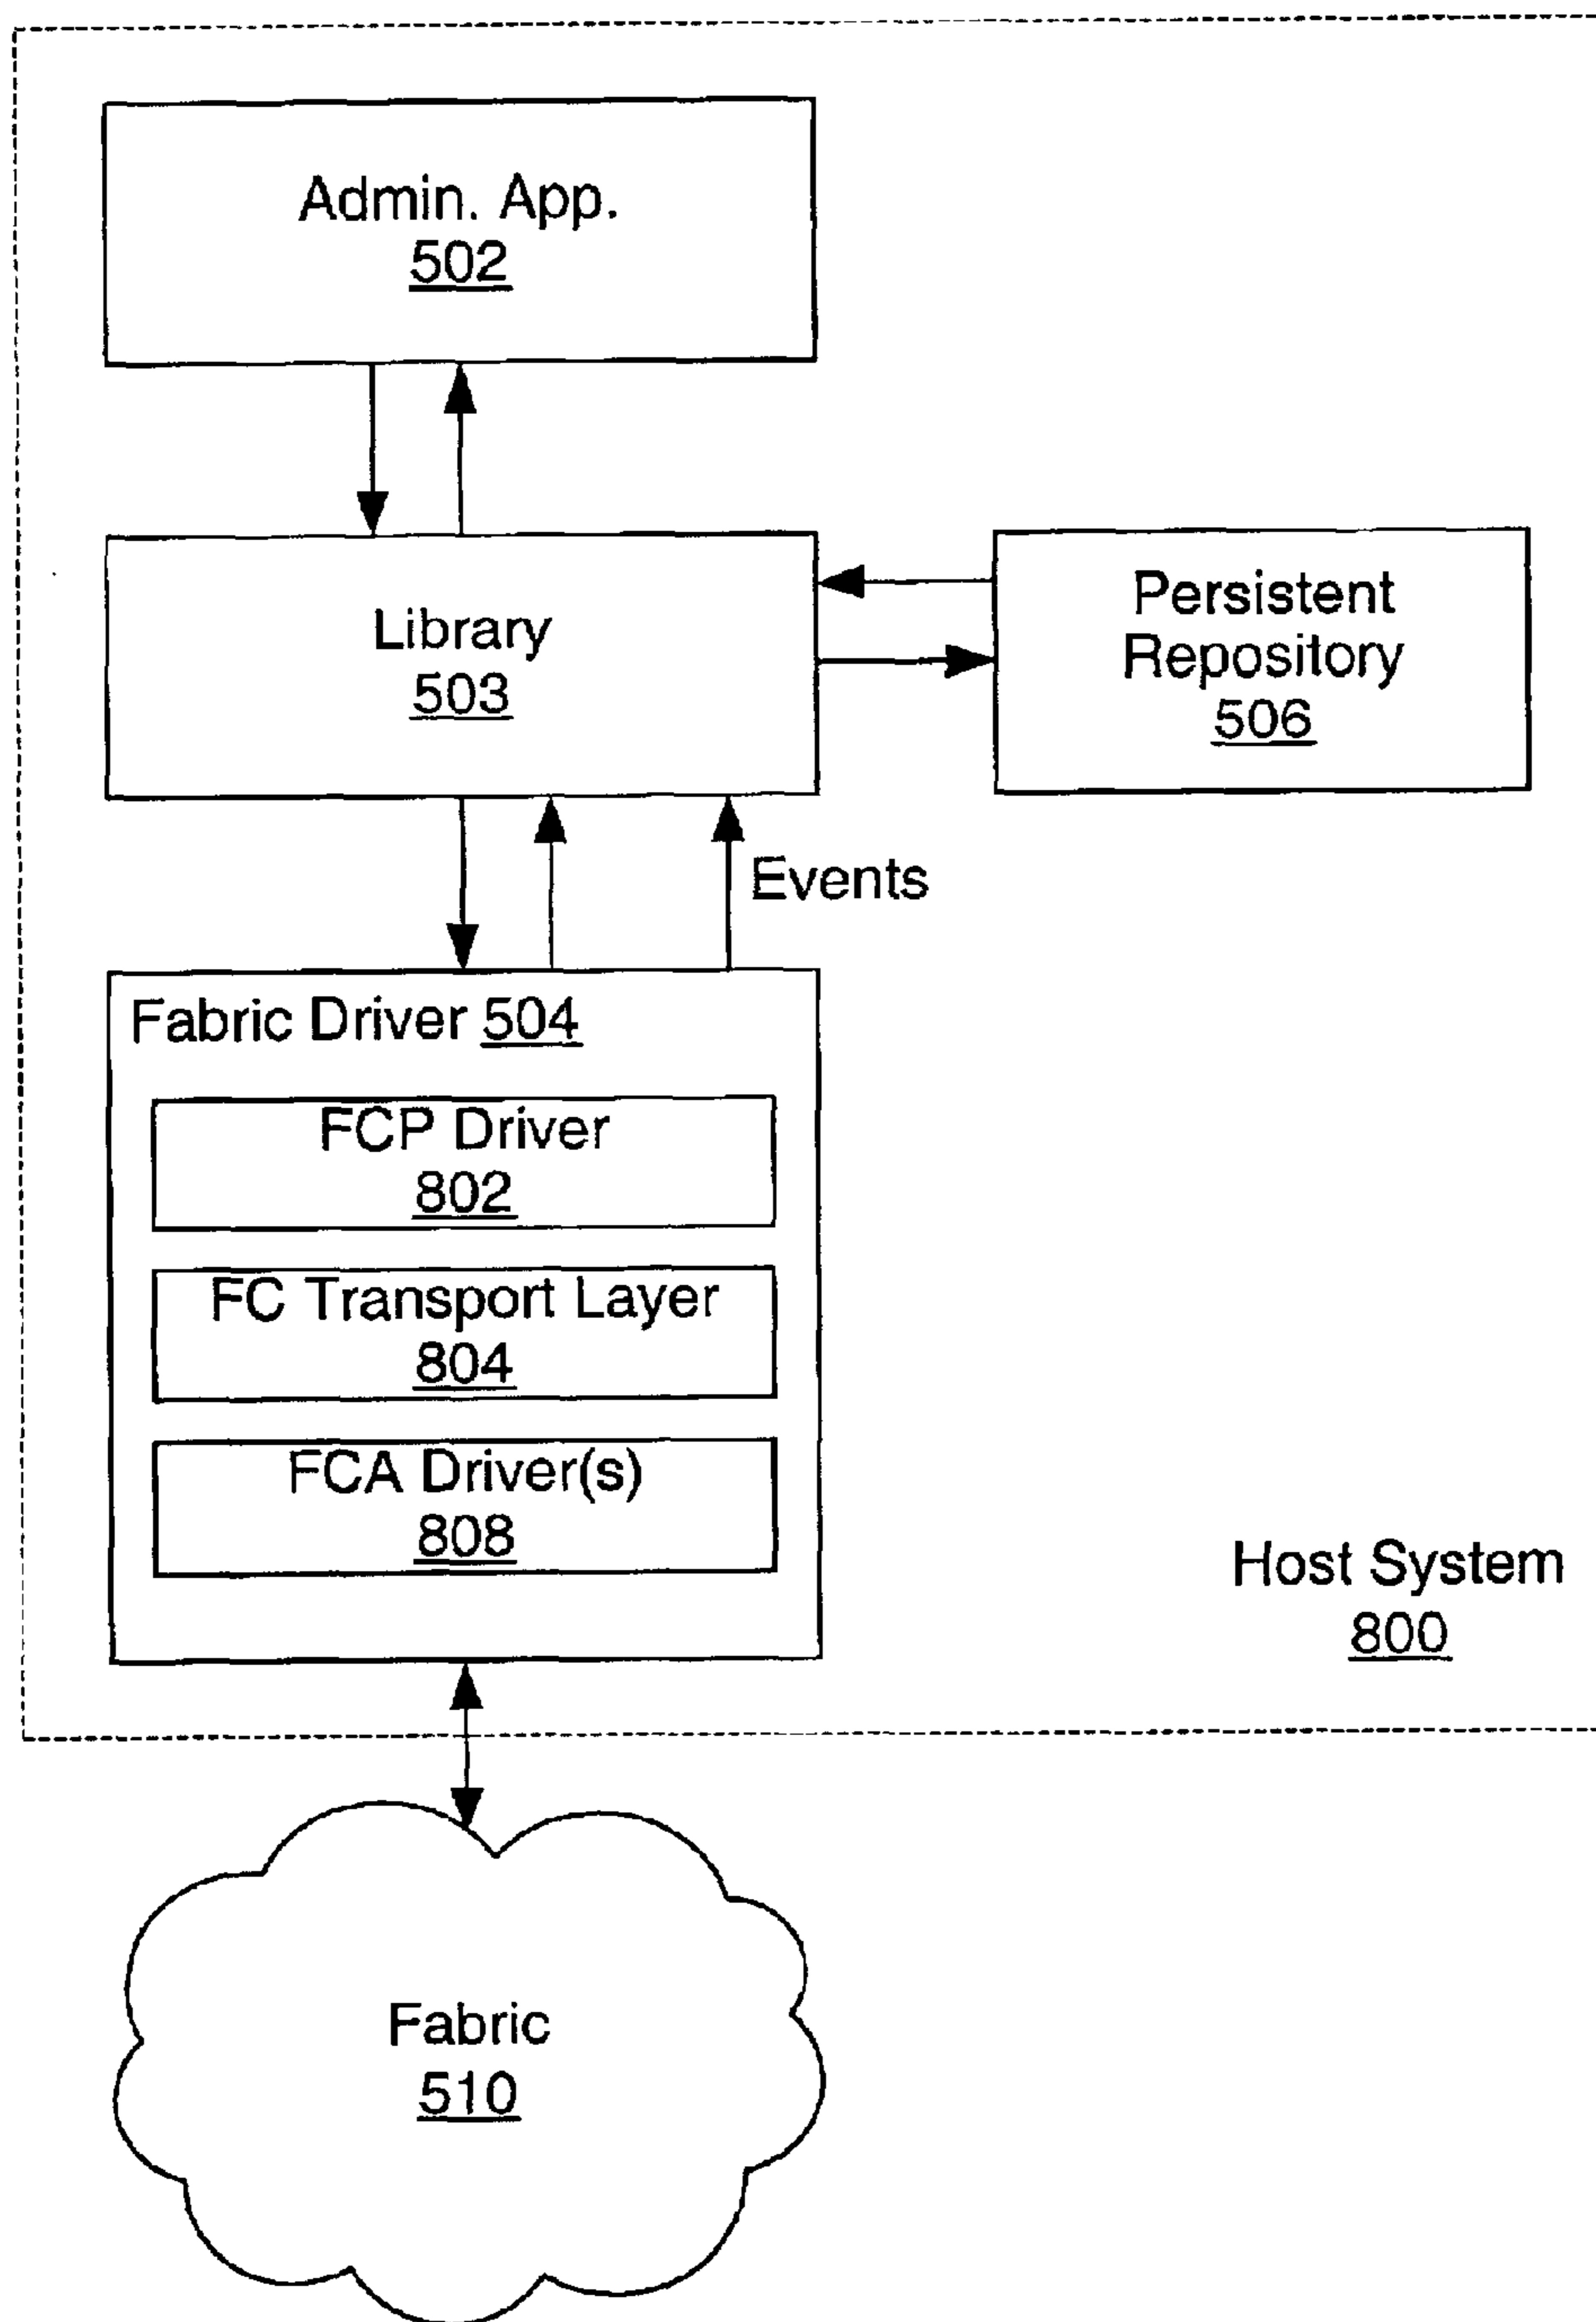 Admin. App.
502
Library
503
Persistent
Repository
506
Events
Fabric Driver 504
FCP Driver
802
FC Transport Layer
804
FCA Driver(s)
808
Host System
800
Fabric
510